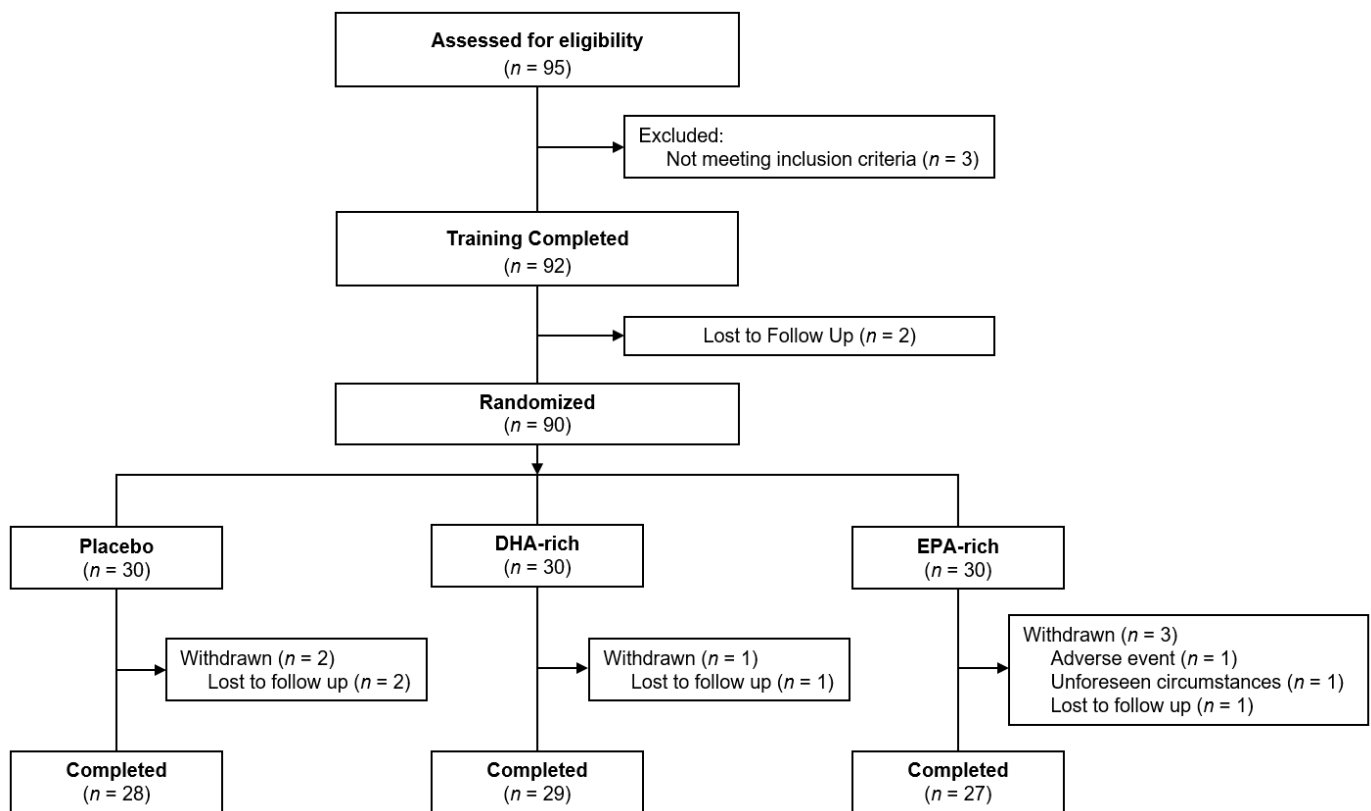 Assessed for eligibility
(n = 95)
Excluded:
Not meeting inclusion criteria (n = 3)
Training Completed
(n = 92)
Lost to Follow Up (n = 2)
Randomized
(n = 90)
Placebo
(n = 30)
DHA-rich
(n = 30)
EPA-rich
(n = 30)
Withdrawn (n = 2)
Lost to follow up (n = 2)
Withdrawn (n = 1)
Lost to follow up (n = 1)
Withdrawn (n = 3)
Adverse event (n = 1)
Unforeseen circumstances (n = 1)
Lost to follow up (n = 1)
Completed
(n = 28)
Completed
(n = 29)
Completed
(n = 27)